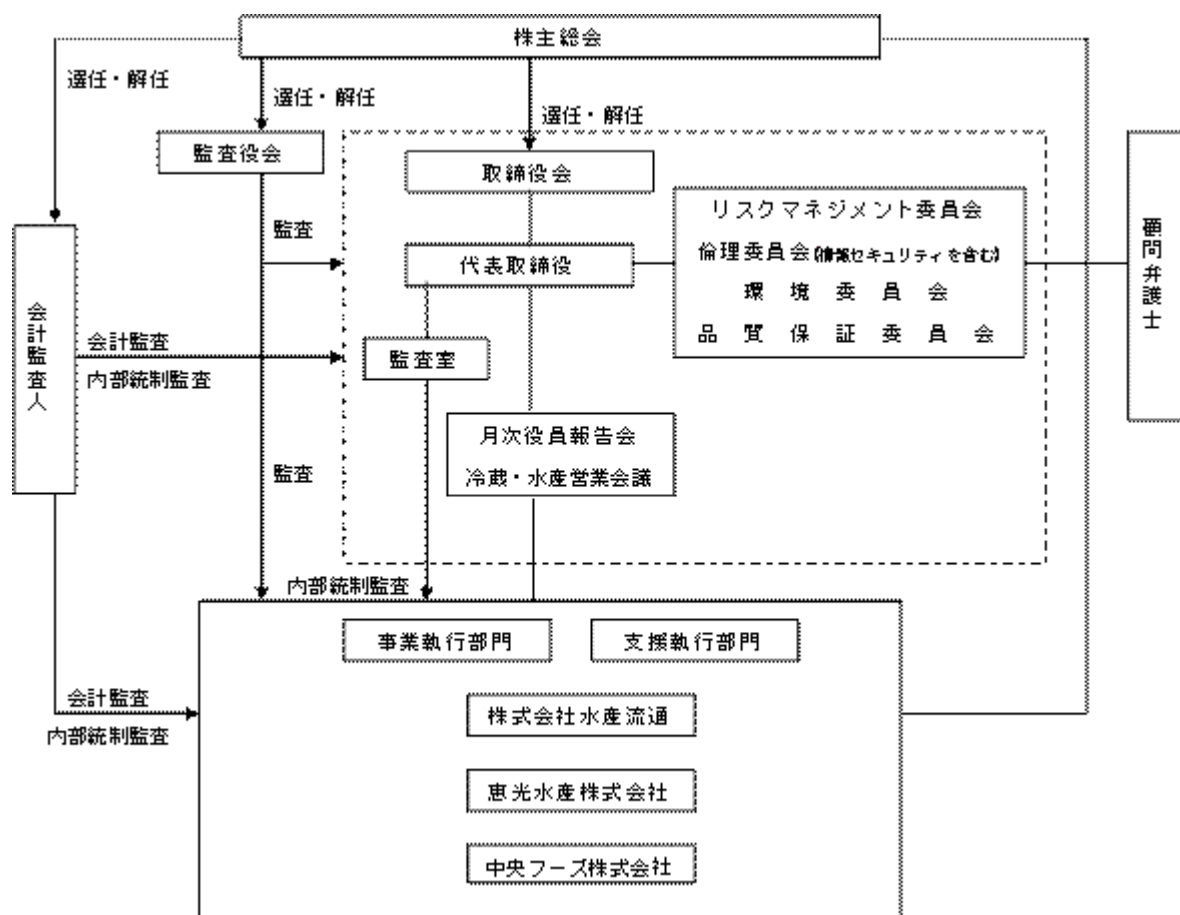 株主総会
選任・解任
選任・解任
選任・解任
監査役会
取締役会
リスクマネジメント委員会
倫理委員会(情報セキュリティを含む)
環境委員会
品質保証委員会
顧問弁護士
監査
代表取締役
会計監査人
会計監査
内部統制監査
監査室
月次役員報告会
冷蔵・水産営業会議
監査
内部統制監査
事業執行部門
支援執行部門
会計監査
内部統制監査
株式会社水産流通
恵光水産株式会社
中央フーズ株式会社